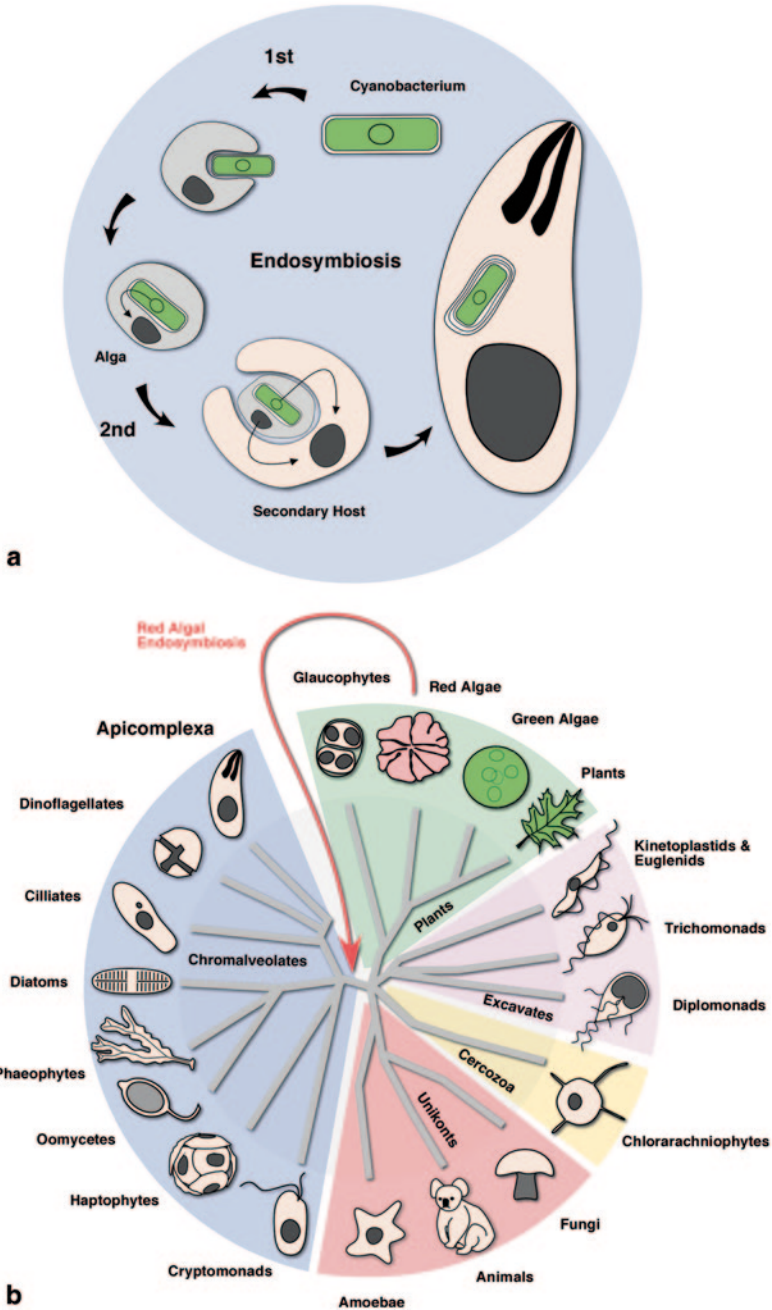 1st
Cyanobacterium
Endosymbiosis
Alga
2nd
Secondary Host
a
Red Algal
Endosymbiosis
Glaucophytes
Red Algae
Green Algae
Plants
Apicomplexa
Dinoflagellates
Cilliates
Diatoms
Phaeophytes
Oomycetes
Haptophytes
Cryptomonads
Chromalveolates
Plants
Kinetoplastids &
Euglenids
Trichomonads
Diplomonads
Excavates
Cercozoa
Chlorarachniophytes
Unikonts
Fungi
Animals
Amoebae
b